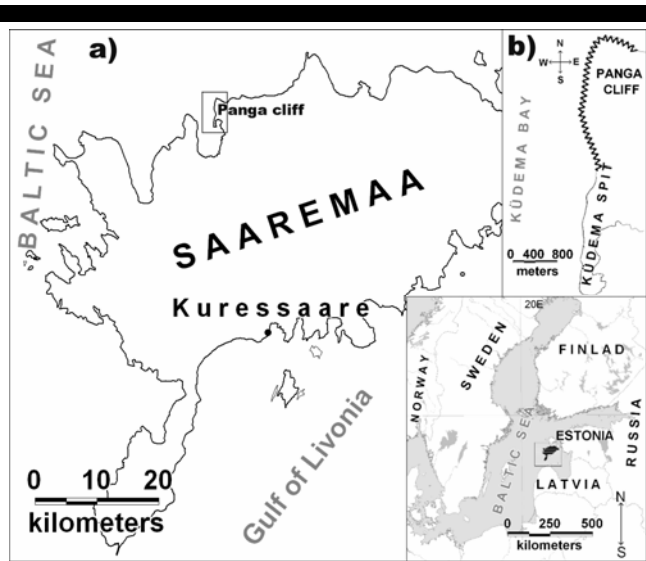 a)
BALTIC SEA
Panga cliff
SAAREMAA
Kuressaare
Gulf of Livonia
0 10 20
kilometers
b)
N
W E
S
PANGA
CLIFF
KÜDEMA BAY
KÜDEMA SPIT
0 400 800
meters
20E
NORWAY
SWEDEN
FINLAD
RUSSIA
BALTIC SEA
ESTONIA
LATVIA
N
S
0 250 500
kilometers